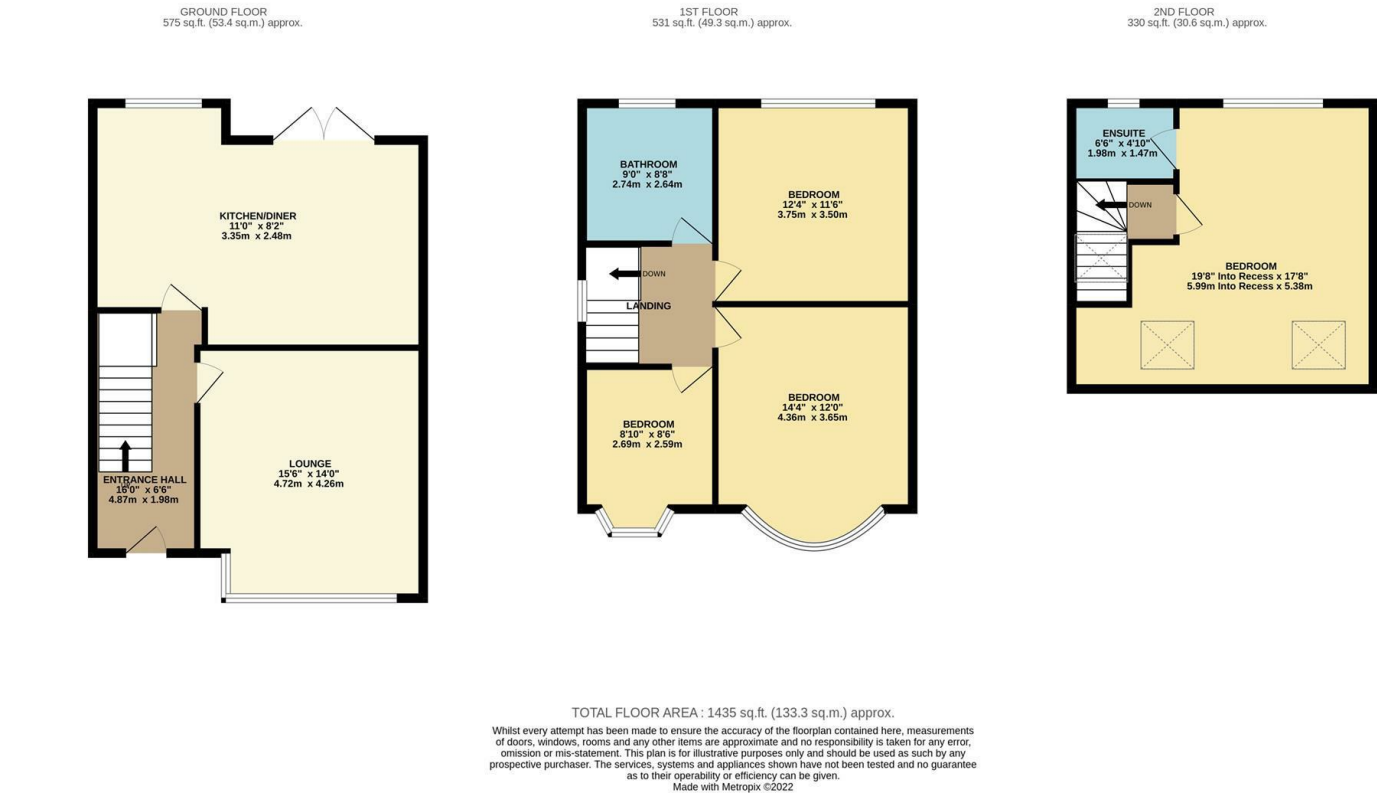 GROUND FLOOR
575 sq.ft. (53.4 sq.m.) approx.
KITCHEN/DINER
11'0" x 8'2"
3.35m x 2.48m
LOUNGE
15'6" x 14'0"
4.72m x 4.26m
ENTRANCE HALL
16'0" x 6'6"
4.87m x 1.98m
1ST FLOOR
531 sq.ft. (49.3 sq.m.) approx.
BATHROOM
9'0" x 8'8"
2.74m x 2.64m
BEDROOM
12'4" x 11'6"
3.75m x 3.50m
DOWN
LANDING
BEDROOM
14'4" x 12'0"
4.36m x 3.65m
BEDROOM
8'10" x 8'6"
2.69m x 2.59m
2ND FLOOR
330 sq.ft. (30.6 sq.m.) approx.
ENSUITE
6'6" x 4'10"
1.98m x 1.47m
DOWN
BEDROOM
19'8" Into Recess x 17'8"
5.99m Into Recess x 5.38m
TOTAL FLOOR AREA : 1435 sq.ft. (133.3 sq.m.) approx.
Whilst every attempt has been made to ensure the accuracy of the floorplan contained here, measurements
of doors, windows, rooms and any other items are approximate and no responsibility is taken for any error,
omission or mis-statement. This plan is for illustrative purposes only and should be used as such by any
prospective purchaser. The services, systems and appliances shown have not been tested and no guarantee
as to their operability or efficiency can be given.
Made with Metropix ©2022